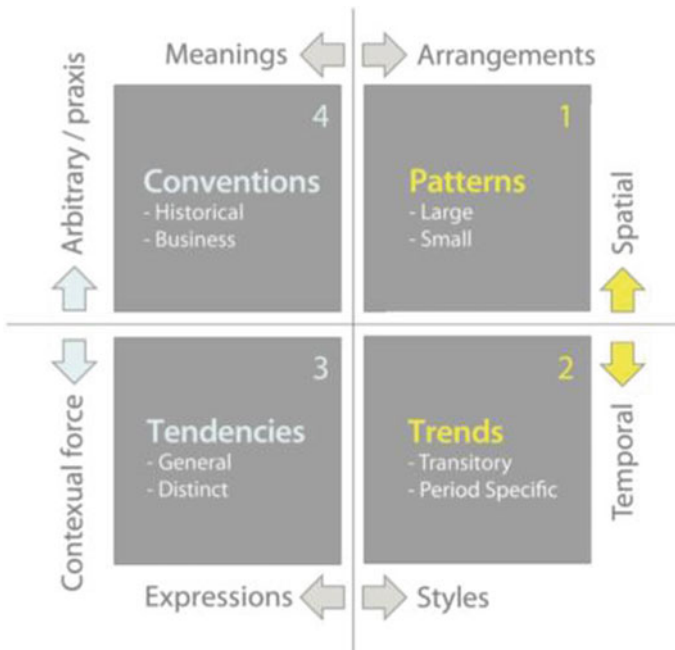 Meanings
Arrangements
Arbitrary / praxis
4
Conventions
- Historical
- Business
1
Patterns
- Large
- Small
Spatial
Contexual force
3
Tendencies
- General
- Distinct
2
Trends
- Transitory
- Period Specific
Temporal
Expressions
Styles